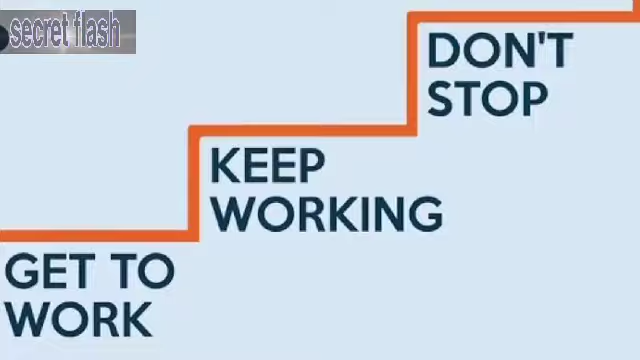 secret flash
DON'T
STOP
KEEP
WORKING
GET TO
WORK